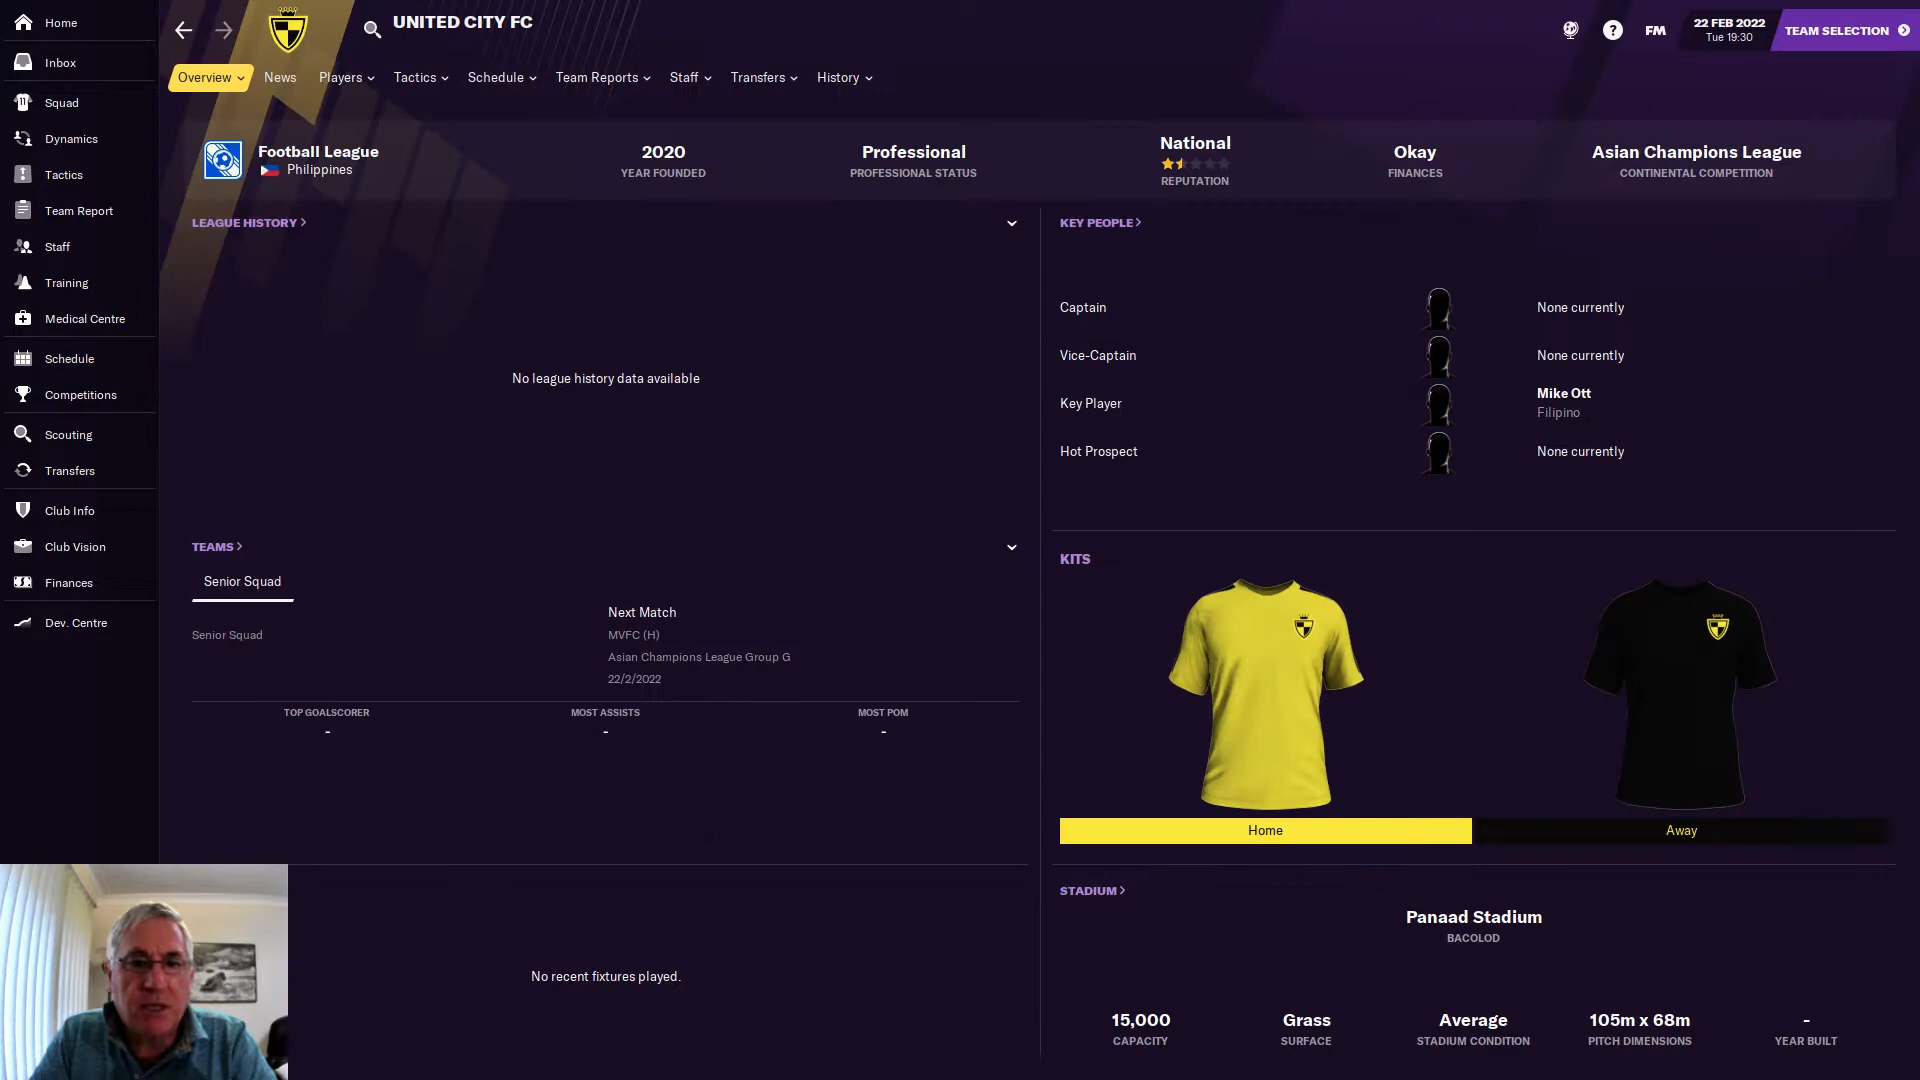 UNITED CITY FC
FM
22 FEB 2022
Tue 19:30
TEAM SELECTION
Home
Inbox
Squad
Dynamics
Tactics
Team Report
Staff
Training
Medical Centre
Schedule
Competitions
Scouting
Transfers
Club Info
Club Vision
Finances
Dev. Centre
Overview
News
Players
Tactics
Schedule
Team Reports
Staff
Transfers
History
Football League
Philippines
2020
YEAR FOUNDED
Professional
PROFESSIONAL STATUS
National
REPUTATION
Okay
FINANCES
Asian Champions League
CONTINENTAL COMPETITION
LEAGUE HISTORY
No league history data available
TEAMS
Senior Squad
Senior Squad
Next Match
MVFC (H)
Asian Champions League Group G
22/2/2022
TOP GOALSCORER
-
MOST ASSISTS
-
MOST POM
-
No recent fixtures played.
KEY PEOPLE
Captain
None currently
Vice-Captain
None currently
Key Player
Mike Ott
Filipino
Hot Prospect
None currently
KITS
Home
Away
STADIUM
Panaad Stadium
BACOLOD
15,000
CAPACITY
Grass
SURFACE
Average
STADIUM CONDITION
105m x 68m
PITCH DIMENSIONS
-
YEAR BUILT